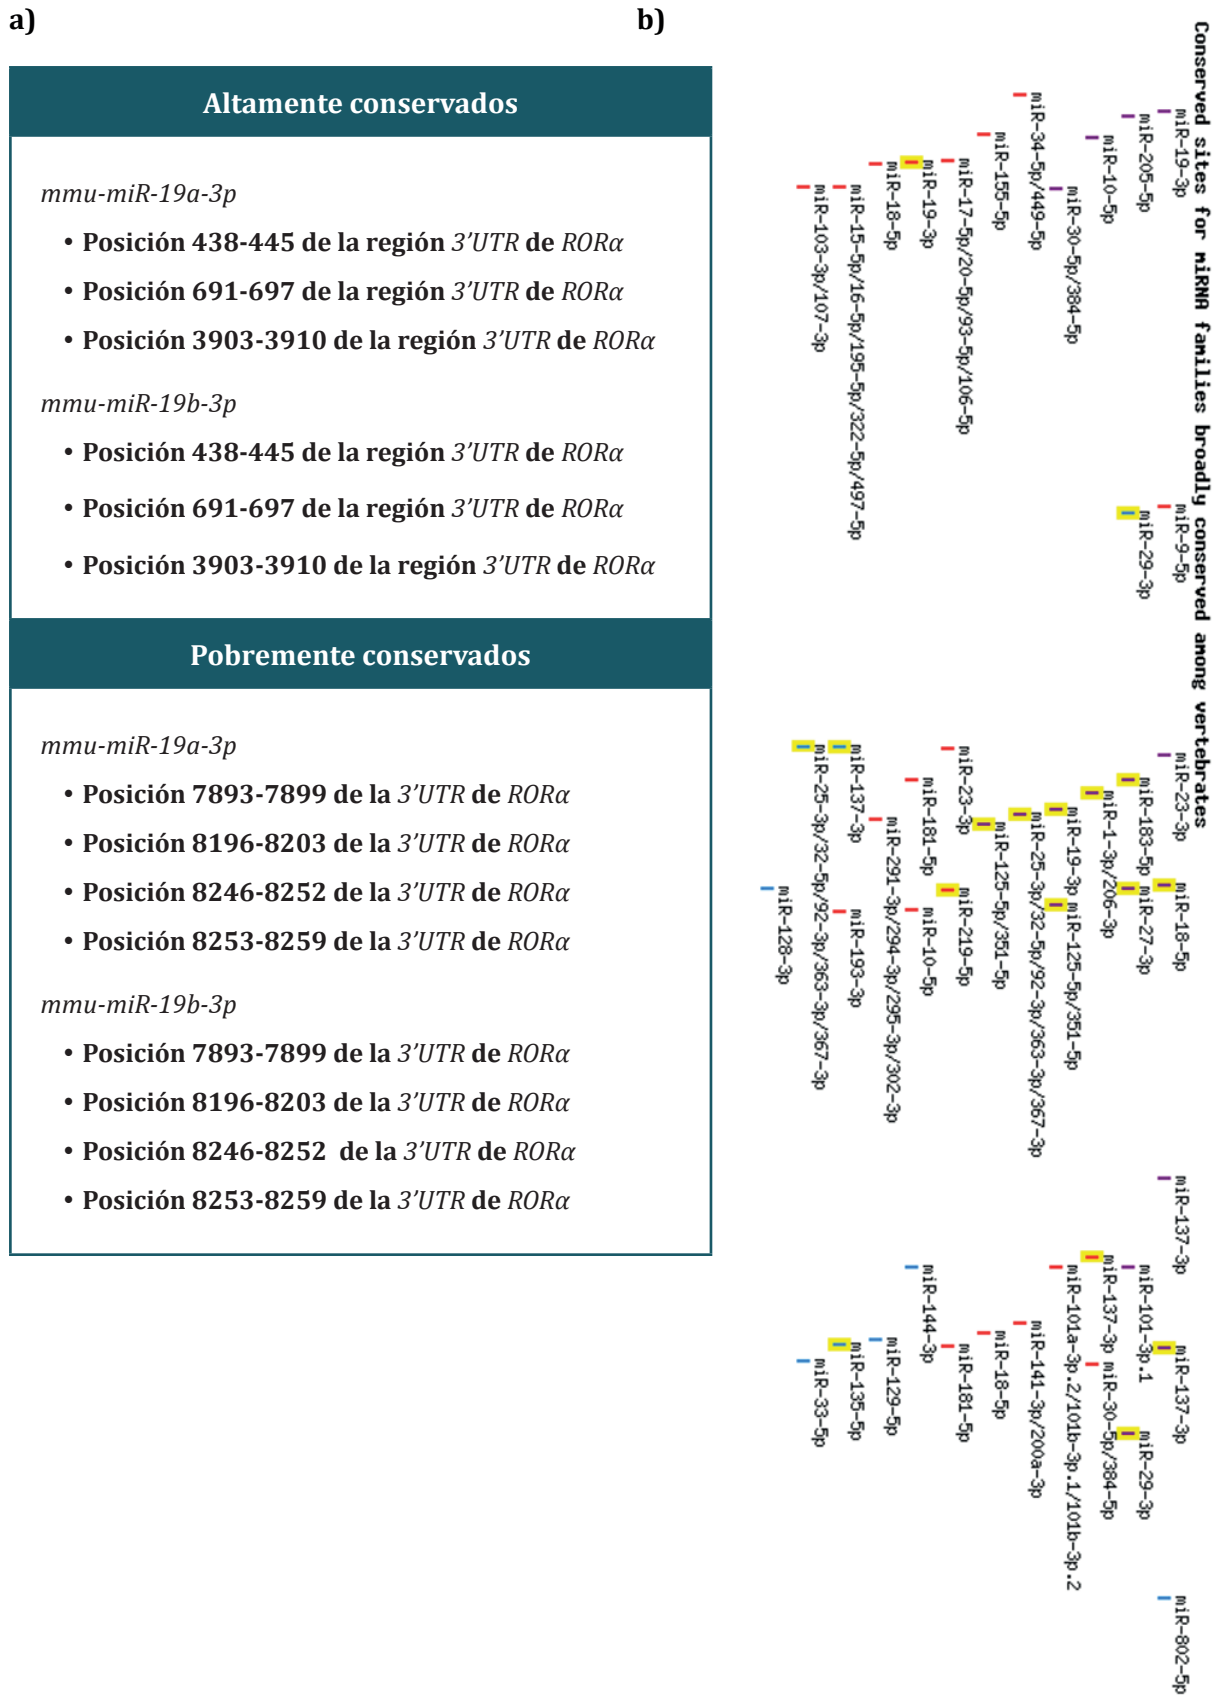 a)
Altamente conservados
mmu-miR-19a-3p
• Posición 438-445 de la región 3’UTR de RORα
• Posición 691-697 de la región 3’UTR de RORα
• Posición 3903-3910 de la región 3’UTR de RORα
mmu-miR-19b-3p
• Posición 438-445 de la región 3’UTR de RORα
• Posición 691-697 de la región 3’UTR de RORα
• Posición 3903-3910 de la región 3’UTR de RORα
Pobremente conservados
mmu-miR-19a-3p
• Posición 7893-7899 de la 3’UTR de RORα
• Posición 8196-8203 de la 3’UTR de RORα
• Posición 8246-8252 de la 3’UTR de RORα
• Posición 8253-8259 de la 3’UTR de RORα
mmu-miR-19b-3p
• Posición 7893-7899 de la 3’UTR de RORα
• Posición 8196-8203 de la 3’UTR de RORα
• Posición 8246-8252 de la 3’UTR de RORα
• Posición 8253-8259 de la 3’UTR de RORα
b)
Conserved sites for miRNA families broadly conserved among vertebrates
miR-19-3p
miR-9-5p
miR-23-3p
miR-18-5p
miR-137-3p
miR-137-3p
miR-802-5p
miR-205-5p
miR-29-3p
miR-183-5p
miR-27-3p
miR-101-3p.1
miR-29-3p
miR-10-5p
miR-1-3p/206-3p
miR-137-3p
miR-30-5p/384-5p
miR-30-5p/384-5p
miR-19-3p
miR-125-5p/351-5p
miR-101a-3p.2/101b-3p.1/101b-3p.2
miR-34-5p/449-5p
miR-25-3p/32-5p/92-3p/363-3p/367-3p
miR-141-3p/200a-3p
miR-155-5p
miR-125-5p/351-5p
miR-18-5p
miR-17-5p/20-5p/93-5p/106-5p
miR-23-3p
miR-219-5p
miR-181-5p
miR-19-3p
miR-181-5p
miR-10-5p
miR-144-3p
miR-18-5p
miR-291-3p/294-3p/295-3p/302-3p
miR-129-5p
miR-15-5p/16-5p/195-5p/322-5p/497-5p
miR-137-3p
miR-193-3p
miR-135-5p
miR-103-3p/107-3p
miR-25-3p/32-5p/92-3p/363-3p/367-3p
miR-33-5p
miR-128-3p